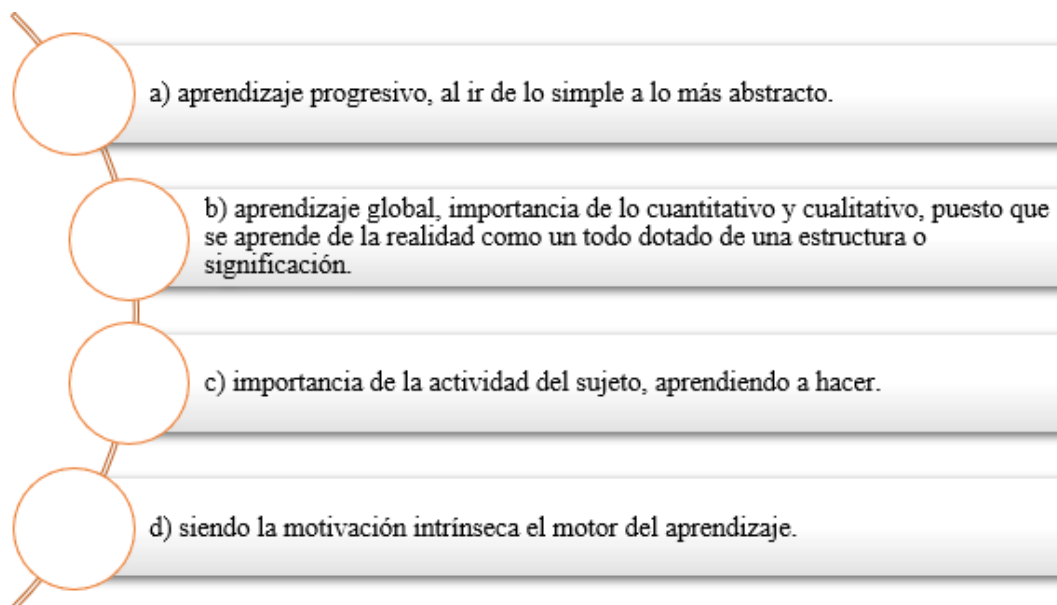 a) aprendizaje progresivo, al ir de lo simple a lo más abstracto.
b) aprendizaje global, importancia de lo cuantitativo y cualitativo, puesto que
se aprende de la realidad como un todo dotado de una estructura o
significación.
c) importancia de la actividad del sujeto, aprendiendo a hacer.
d) siendo la motivación intrínseca el motor del aprendizaje.